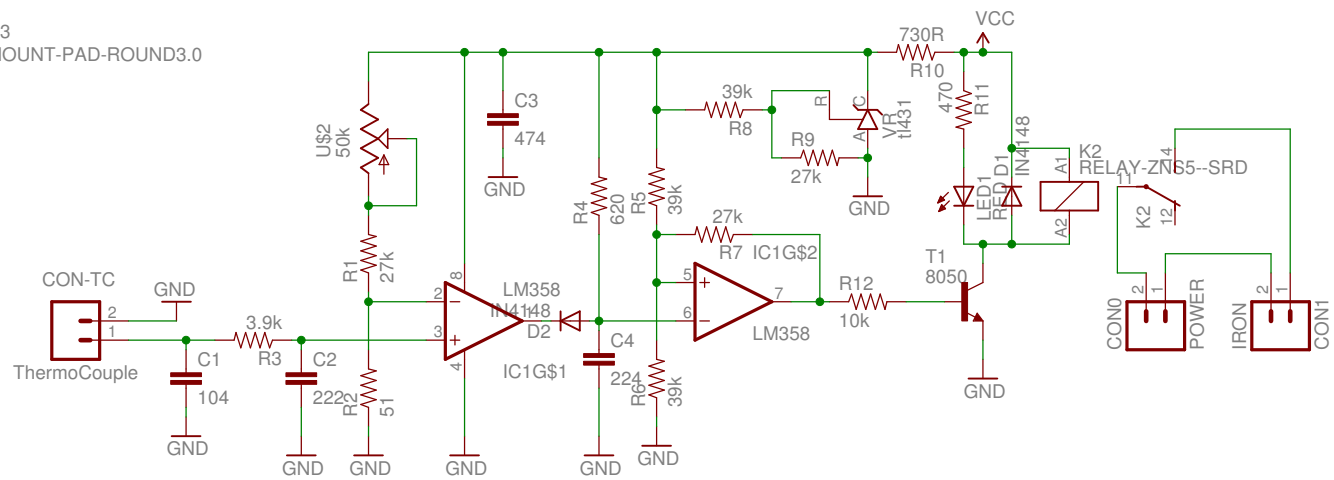 3
MOUNT-PAD-ROUND3.0
VCC
730R
R10
U$2
50k
C3
474
GND
39k
R8
R
C
A
VR
tl431
R9
27k
GND
470
R11
LED1
RED
D1
IN4148
A1
A2
K2
RELAY-ZNS5--SRD
14
11
12
K2
R4
620
R5
39k
27k
R7
IC1G$2
R1
27k
CON-TC
GND
2
1
ThermoCouple
3.9k
R3
C1
104
GND
C2
222
GND
R2
51
GND
8
2
3
4
1
LM358
IN4148
D2
IC1G$1
GND
C4
224
GND
R6
39k
GND
5
6
7
LM358
R12
10k
T1
8050
GND
CON0
2
1
POWER
IRON
2
1
CON1